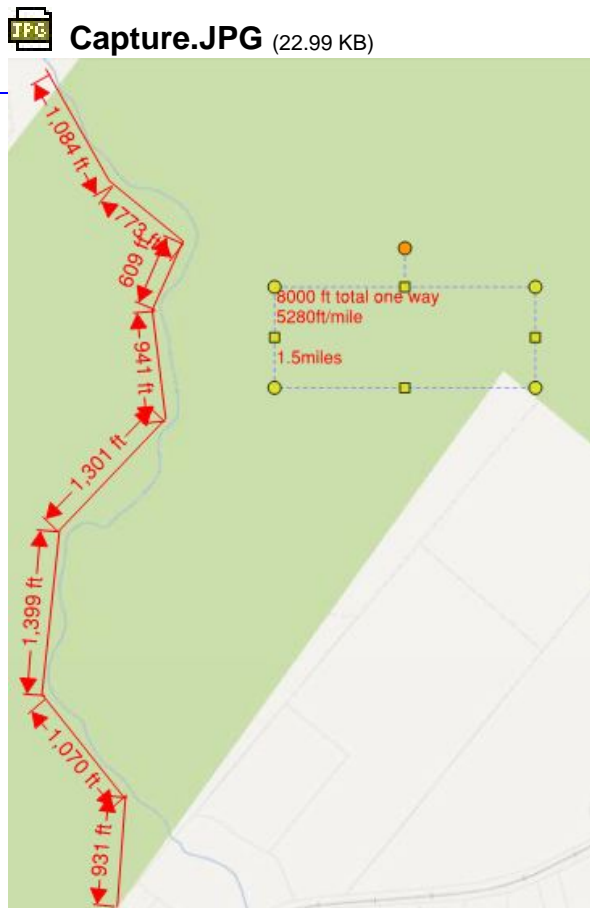 JPG
Capture.JPG (22.99 KB)
1,084 ft
773 ft
609 ft
8000 ft total one way
5280ft/mile
1.5miles
941 ft
1,301 ft
1,399 ft
1,070 ft
931 ft